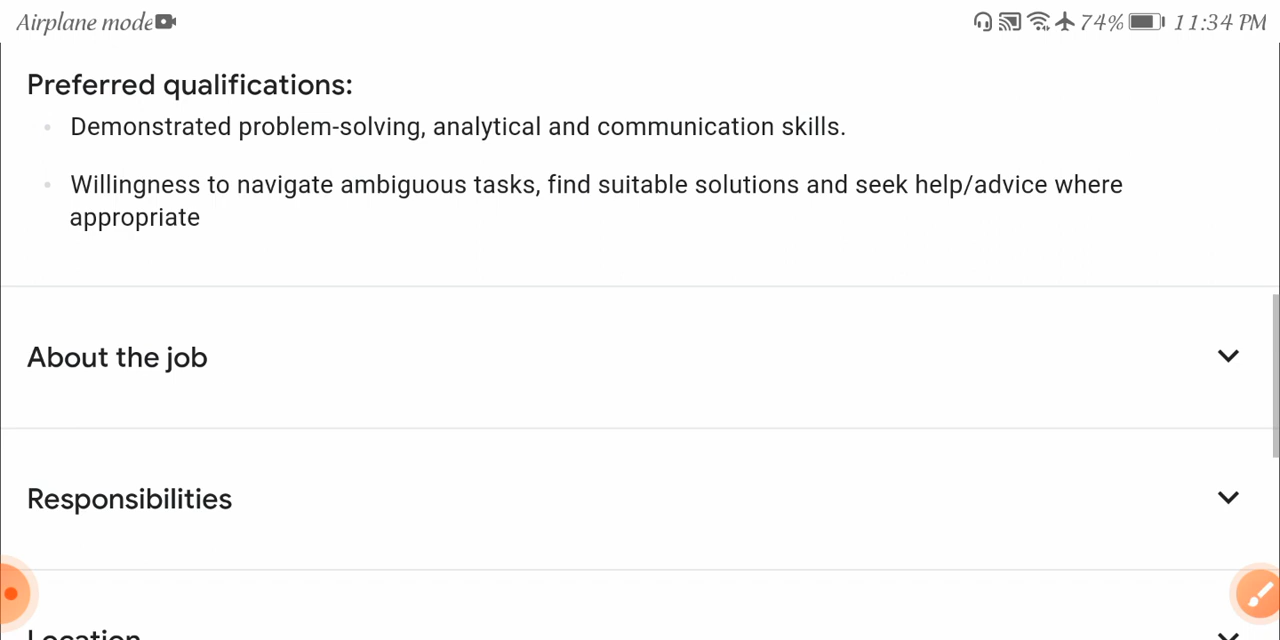 Airplane mode 74% 11:34 PM
Preferred qualifications:
Demonstrated problem-solving, analytical and communication skills.
Willingness to navigate ambiguous tasks, find suitable solutions and seek help/advice where
appropriate
About the job
Responsibilities
Location